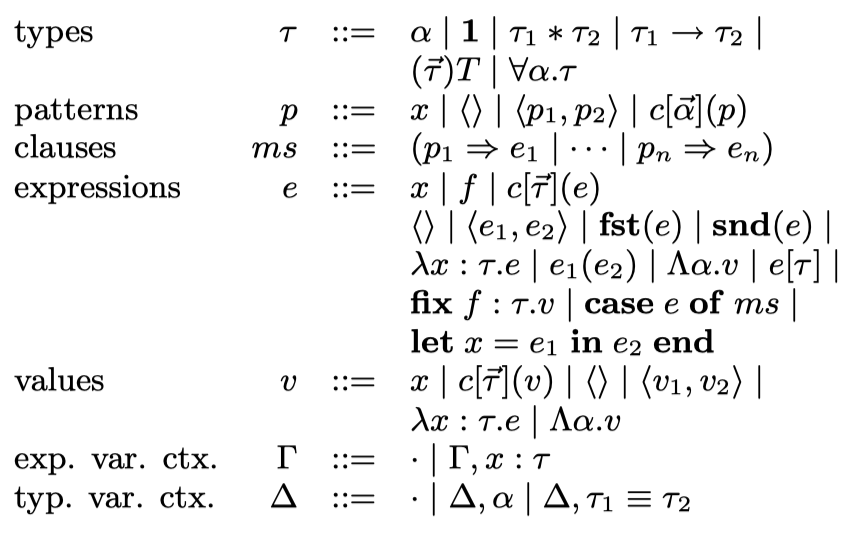 types τ ::= α | 1 | τ₁ * τ₂ | τ₁ → τ₂ |
(τ⃗)T | ∀α.τ
patterns p ::= x | ⟨⟩ | ⟨p₁, p₂⟩ | c[α⃗](p)
clauses ms ::= (p₁ ⇒ e₁ | ··· | pₙ ⇒ eₙ)
expressions e ::= x | f | c[τ⃗](e)
⟨⟩ | ⟨e₁, e₂⟩ | fst(e) | snd(e) |
λx : τ.e | e₁(e₂) | Λα.v | e[τ] |
fix f : τ.v | case e of ms |
let x = e₁ in e₂ end
values v ::= x | c[τ⃗](v) | ⟨⟩ | ⟨v₁, v₂⟩ |
λx : τ.e | Λα.v
exp. var. ctx. Γ ::= · | Γ, x : τ
typ. var. ctx. Δ ::= · | Δ, α | Δ, τ₁ ≡ τ₂